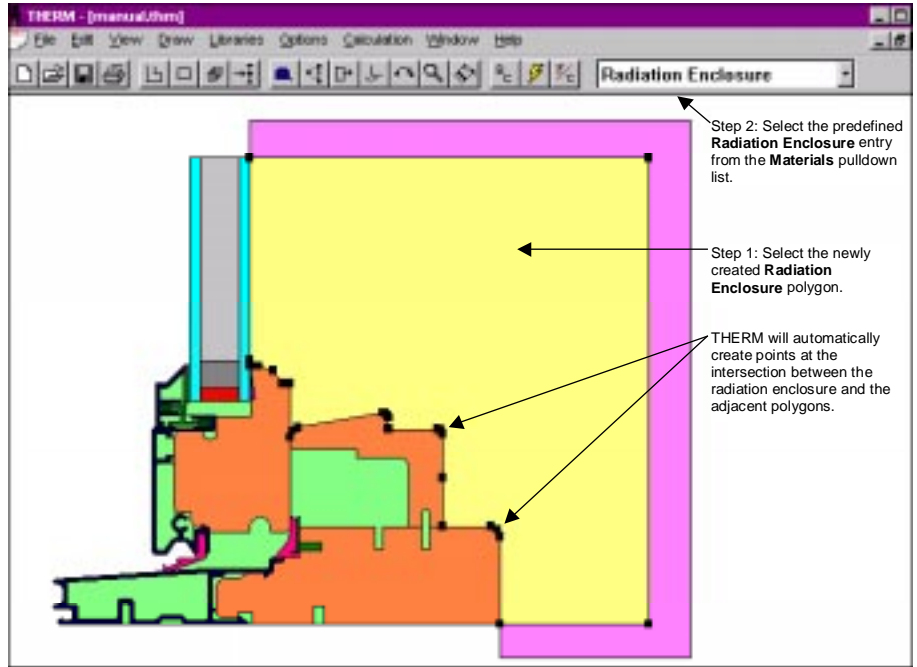 THERM - [manual.thm]
File Edit View Draw Libraries Options Calculation Window Help
Radiation Enclosure
Step 2: Select the predefined
Radiation Enclosure entry
from the Materials pulldown
list.
Step 1: Select the newly
created Radiation
Enclosure polygon.
THERM will automatically
create points at the
intersection between the
radiation enclosure and the
adjacent polygons.